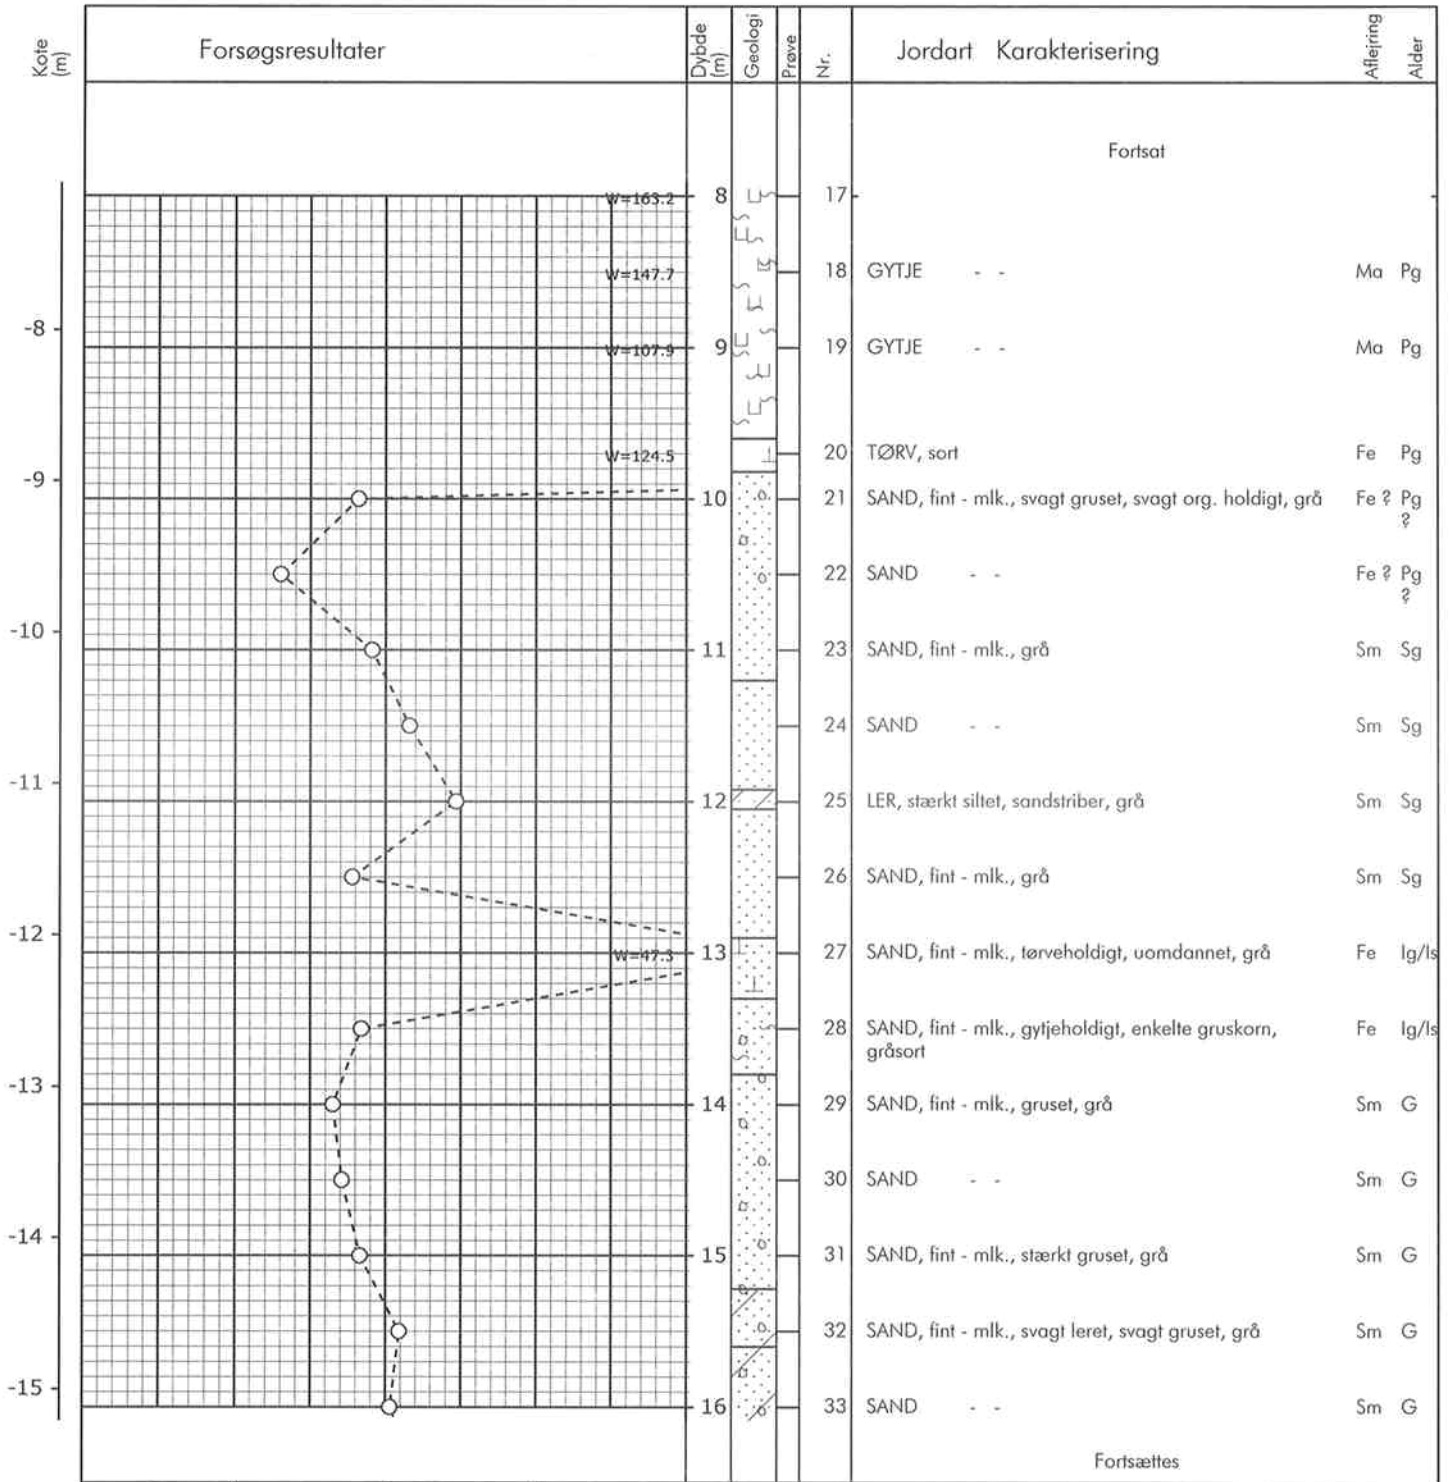 Kote (m) Forsøgsresultater Dybde (m) Geologi Prøve Nr. Jordart Karakterisering Aflejring Alder
Fortsat
W=163.2 8 17 -
W=147.7 18 GYTJE - - Ma Pg
-8
W=107.9 9 19 GYTJE - - Ma Pg
W=124.5 20 TØRV, sort Fe Pg
-9
10 21 SAND, fint - mlk., svagt gruset, svagt org. holdigt, grå Fe ? Pg ?
22 SAND - - Fe ? Pg ?
-10
11 23 SAND, fint - mlk., grå Sm Sg
24 SAND - - Sm Sg
-11
12 25 LER, stærkt siltet, sandstriber, grå Sm Sg
26 SAND, fint - mlk., grå Sm Sg
-12
W=47.3 13 27 SAND, fint - mlk., tørveholdigt, uomdannet, grå Fe Ig/Is
28 SAND, fint - mlk., gytjeholdigt, enkelte gruskorn, Fe Ig/Is
gråsort
-13
14 29 SAND, fint - mlk., gruset, grå Sm G
30 SAND - - Sm G
-14
15 31 SAND, fint - mlk., stærkt gruset, grå Sm G
32 SAND, fint - mlk., svagt leret, svagt gruset, grå Sm G
-15
16 33 SAND - - Sm G
Fortsættes